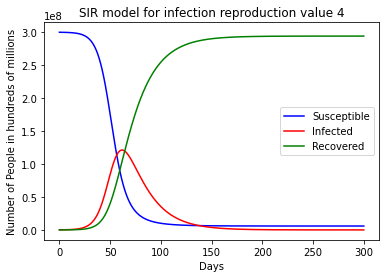 SIR model for infection reproduction value 4
1e8
Number of People in hundreds of millions
3.0
2.5
2.0
1.5
1.0
0.5
0.0
Susceptible
Infected
Recovered
0 50 100 150 200 250 300
Days